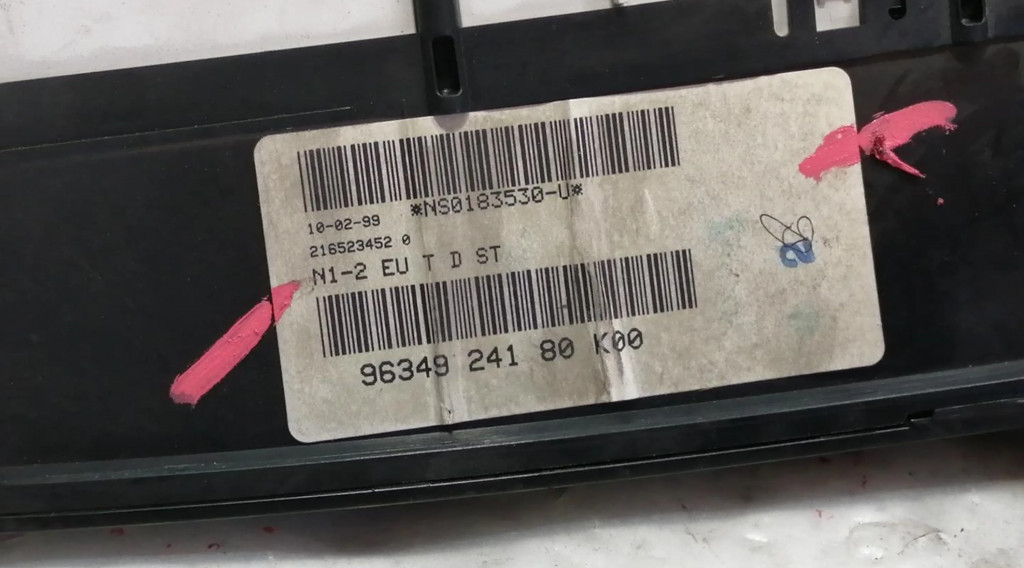 *NS0183530-U*
10-02-99
216523452 0
N1-2 EU T D ST
96349 241 80 K00